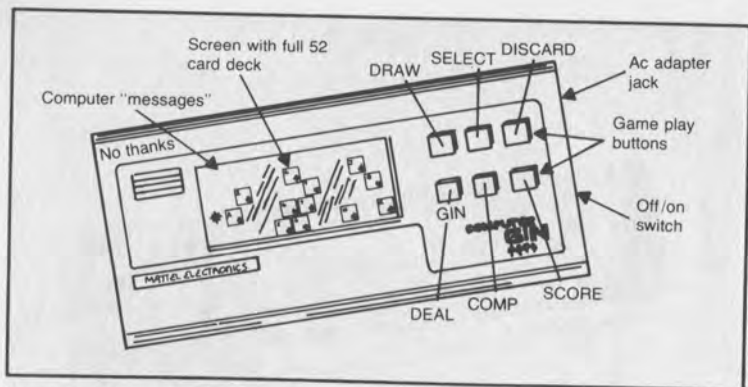 Screen with full 52
card deck
DRAW
SELECT
DISCARD
Ac adapter
jack
Computer "messages"
No thanks
Game play
buttons
GIN
COMPUTER
GIN
Off/on
switch
MATTEL ELECTRONICS
DEAL
COMP
SCORE